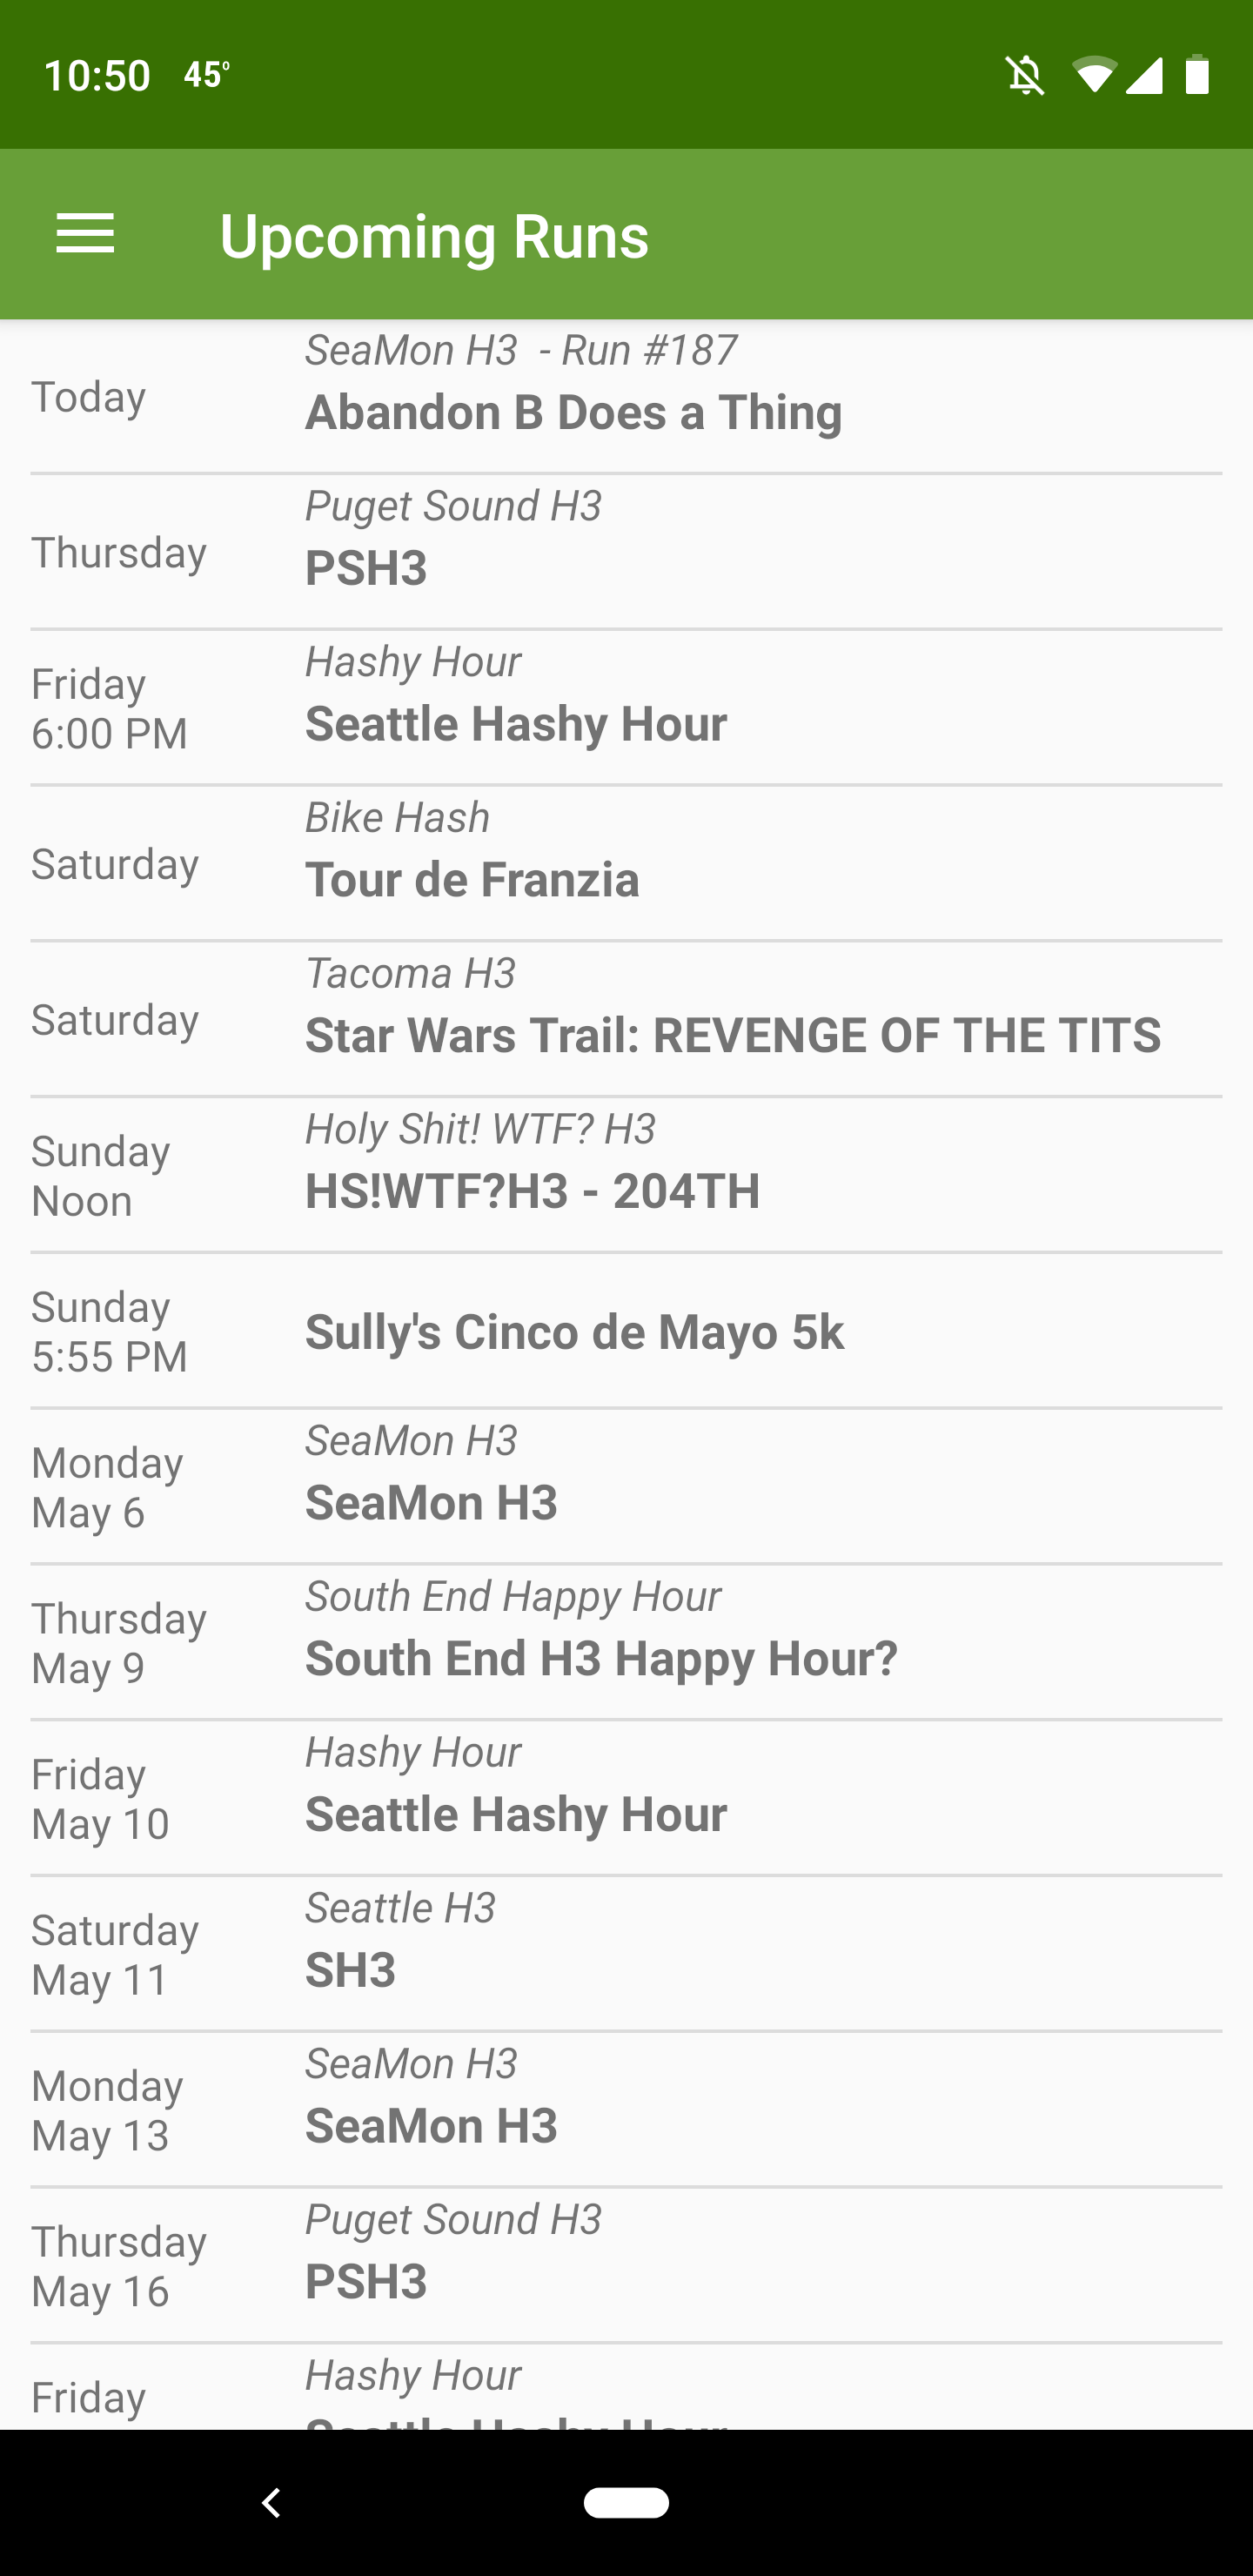 10:50 45°
Upcoming Runs
SeaMon H3 - Run #187
Today
Abandon B Does a Thing
Puget Sound H3
Thursday
PSH3
Hashy Hour
Friday
6:00 PM
Seattle Hashy Hour
Bike Hash
Saturday
Tour de Franzia
Tacoma H3
Saturday
Star Wars Trail: REVENGE OF THE TITS
Holy Shit! WTF? H3
Sunday
Noon
HS!WTF?H3 - 204TH
Sunday
5:55 PM
Sully's Cinco de Mayo 5k
SeaMon H3
Monday
May 6
SeaMon H3
South End Happy Hour
Thursday
May 9
South End H3 Happy Hour?
Hashy Hour
Friday
May 10
Seattle Hashy Hour
Seattle H3
Saturday
May 11
SH3
SeaMon H3
Monday
May 13
SeaMon H3
Puget Sound H3
Thursday
May 16
PSH3
Hashy Hour
Friday
Seattle Hashy Hour